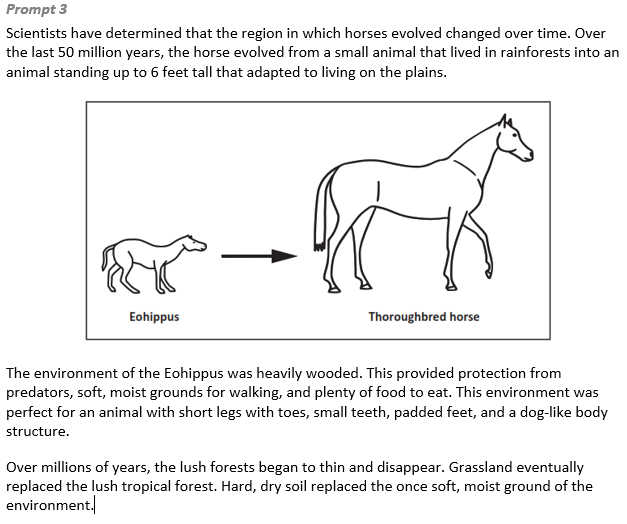 Prompt 3
Scientists have determined that the region in which horses evolved changed over time. Over
the last 50 million years, the horse evolved from a small animal that lived in rainforests into an
animal standing up to 6 feet tall that adapted to living on the plains.
Eohippus
Thoroughbred horse
The environment of the Eohippus was heavily wooded. This provided protection from
predators, soft, moist grounds for walking, and plenty of food to eat. This environment was
perfect for an animal with short legs with toes, small teeth, padded feet, and a dog-like body
structure.
Over millions of years, the lush forests began to thin and disappear. Grassland eventually
replaced the lush tropical forest. Hard, dry soil replaced the once soft, moist ground of the
environment.